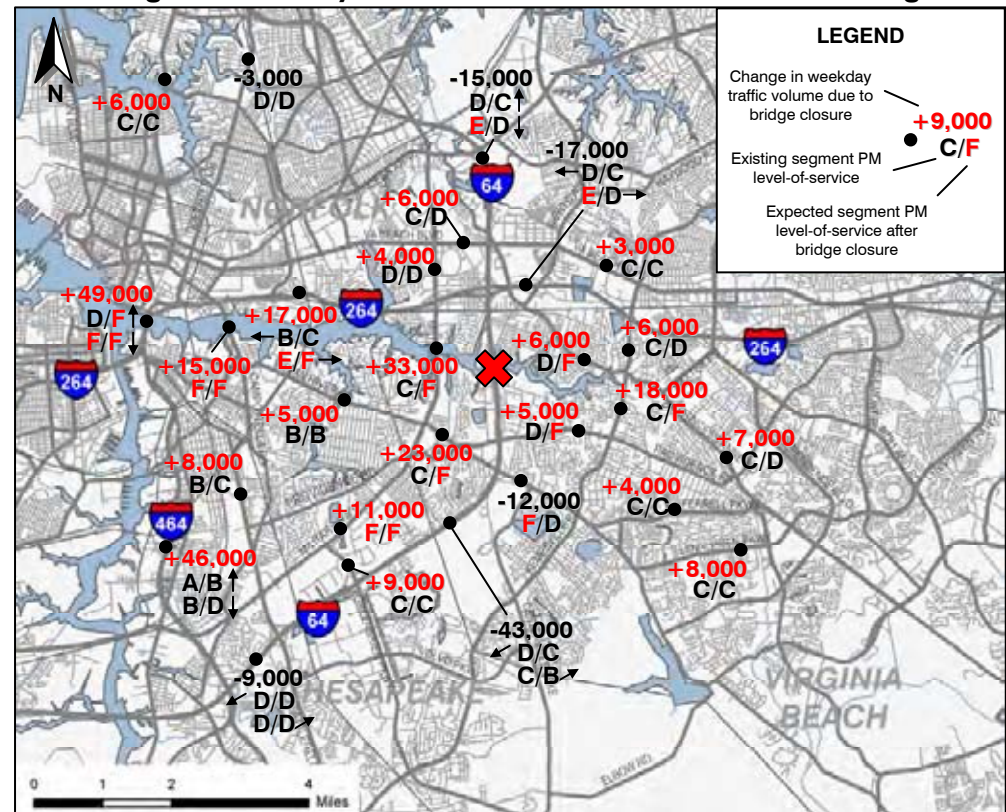 LEGEND
Change in weekday
traffic volume due to
bridge closure
+9,000
C/F
Existing segment PM
level-of-service
Expected segment PM
level-of-service after
bridge closure
N
+6,000
C/C
-3,000
D/D
-15,000
D/C
E/D
64
-17,000
D/C
E/D
+6,000
C/D
+4,000
D/D
+3,000
C/C
+49,000
D/F
F/F
264
+17,000
B/C
E/F
264
+15,000
F/F
+33,000
C/F
+6,000
D/F
+6,000
C/D
264
+5,000
B/B
+5,000
D/F
+18,000
C/F
+23,000
C/F
+7,000
C/D
+8,000
B/C
-12,000
F/D
+4,000
C/C
464
+11,000
F/F
+46,000
A/B
B/D
+9,000
C/C
+8,000
C/C
64
-43,000
D/C
C/B
-9,000
D/D
D/D
VIRGINIA
BEACH
ELBOW RD
0 1 2 4
Miles